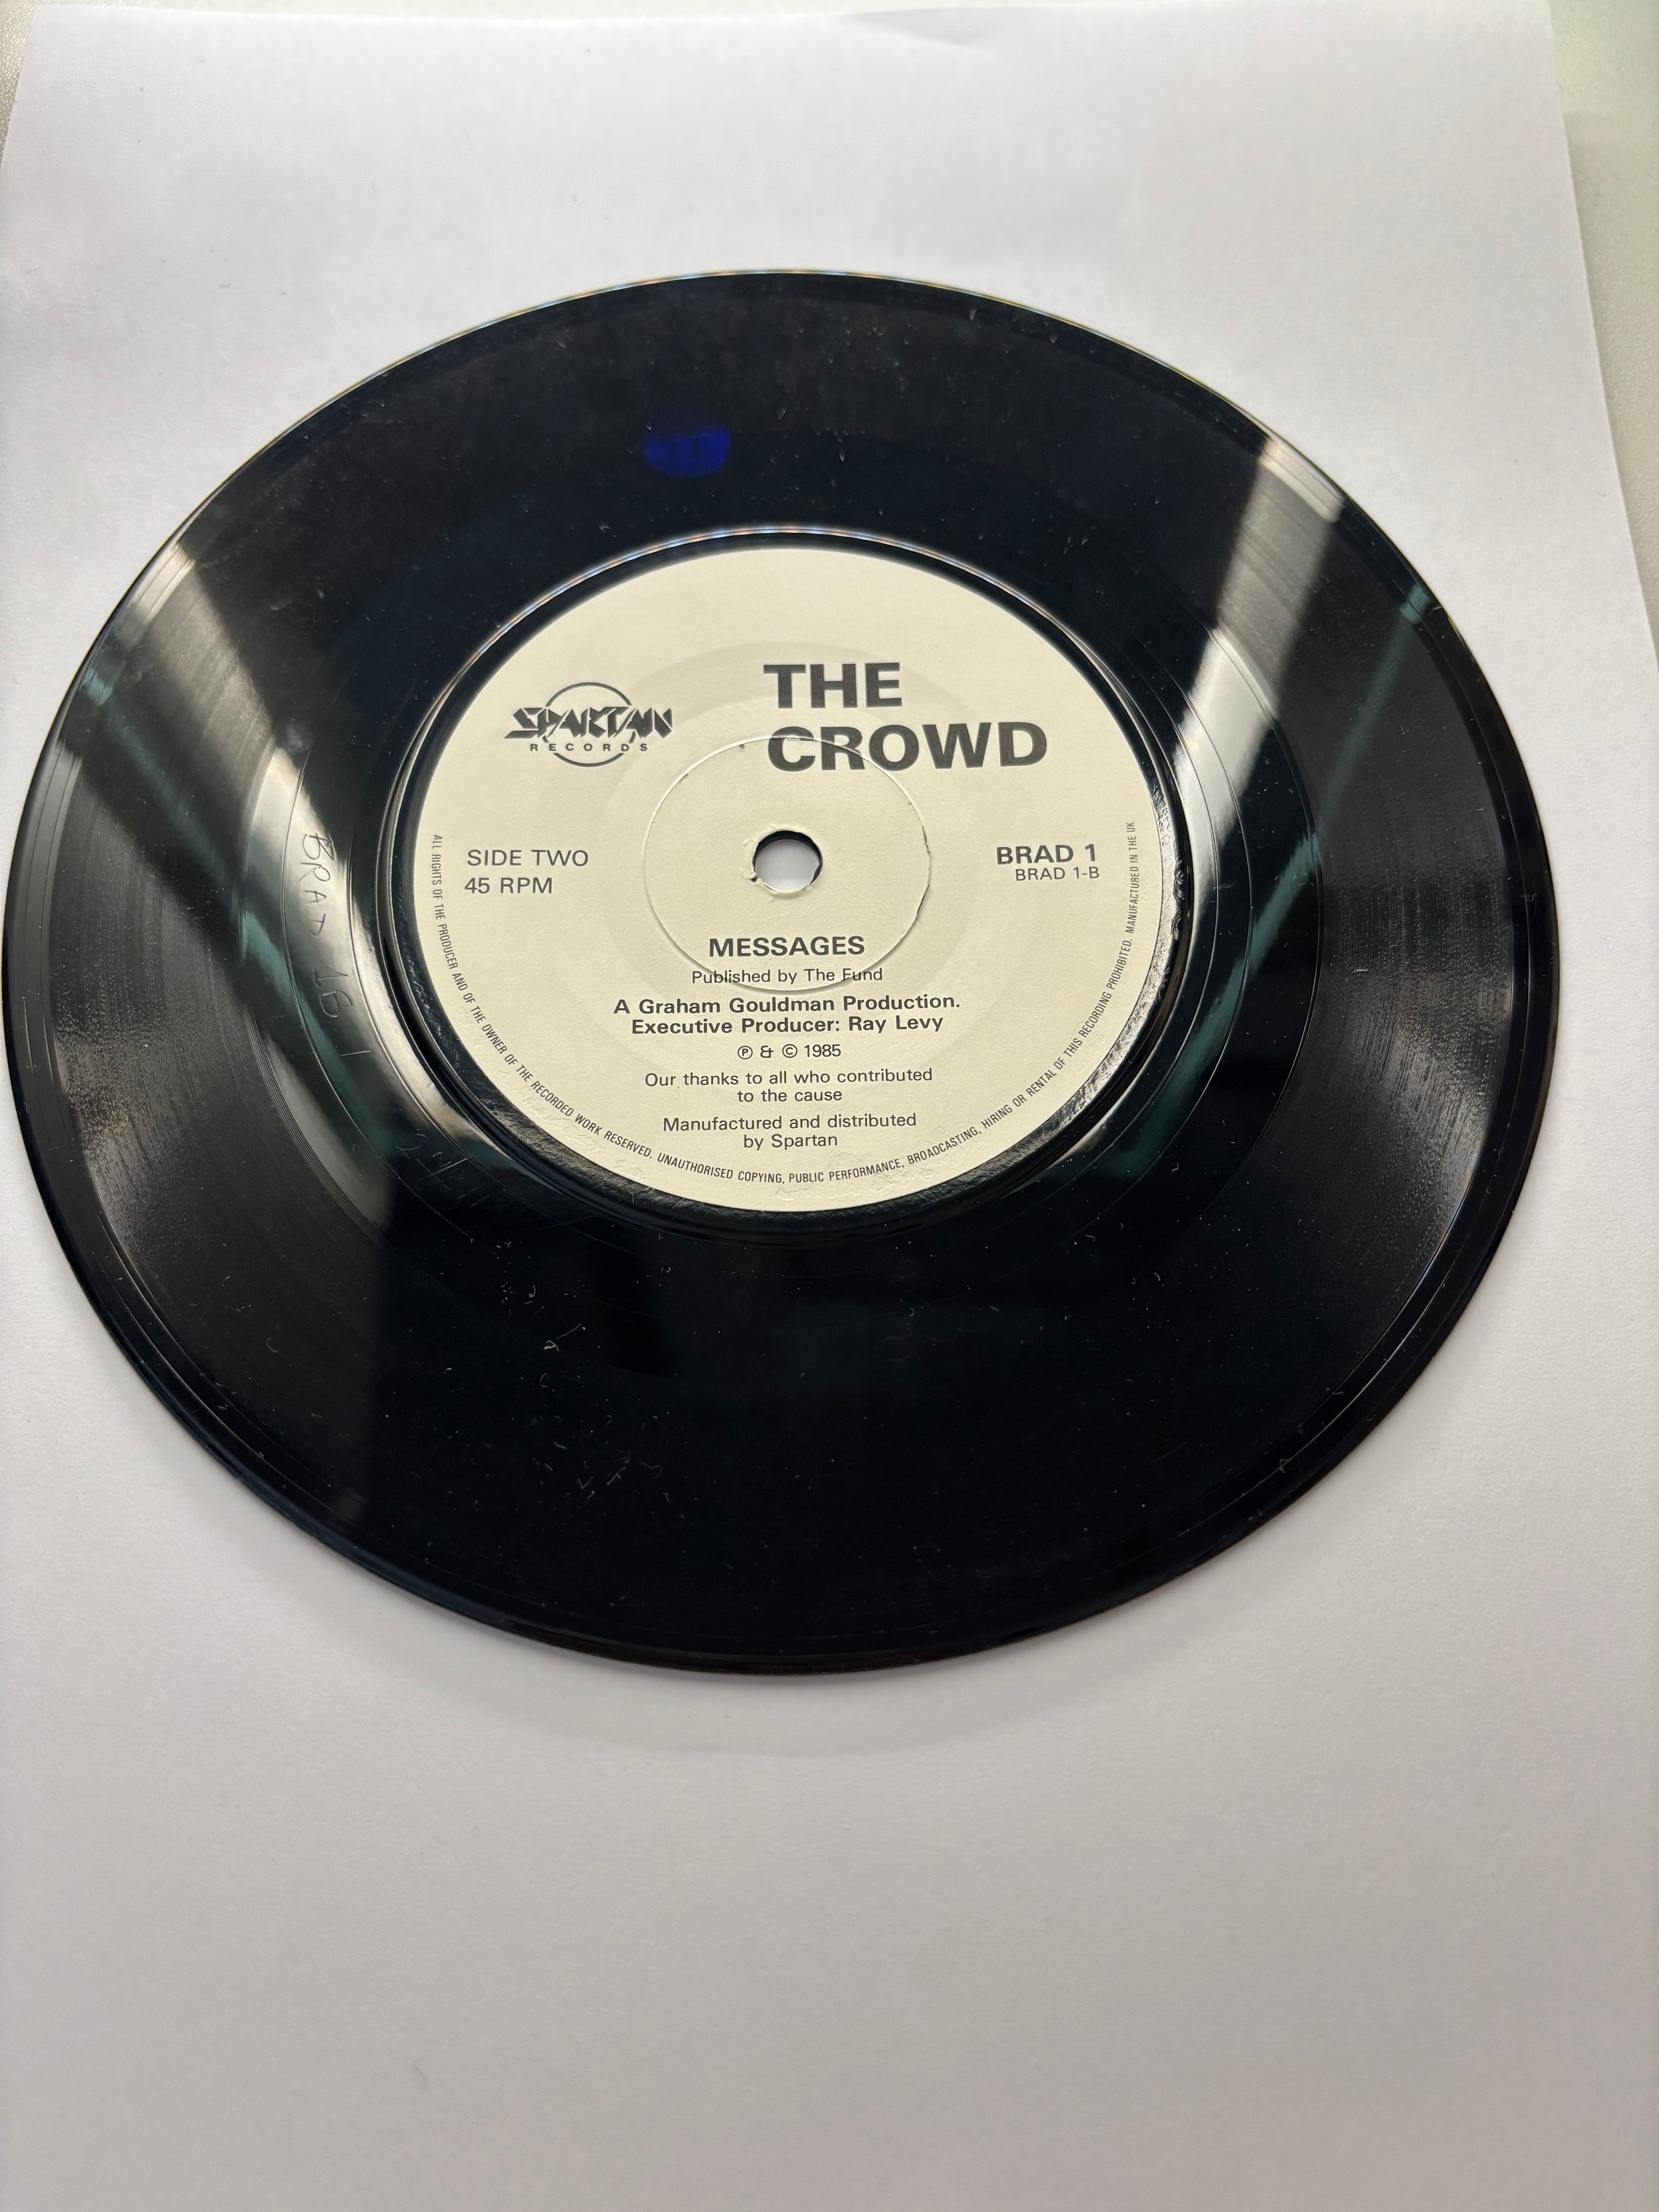 SPARTAN
RECORDS
THE
CROWD
SIDE TWO
45 RPM
BRAD 1
BRAD 1-B
MESSAGES
Published by The Fund
A Graham Gouldman Production.
Executive Producer: Ray Levy
℗ & © 1985
Our thanks to all who contributed
to the cause
Manufactured and distributed
by Spartan
ALL RIGHTS OF THE PRODUCER AND OF THE OWNER OF THE RECORDED WORK RESERVED. UNAUTHORISED COPYING, PUBLIC PERFORMANCE, BROADCASTING, HIRING OR RENTAL OF THIS RECORDING PROHIBITED. MANUFACTURED IN THE UK
BRAD 1B 1